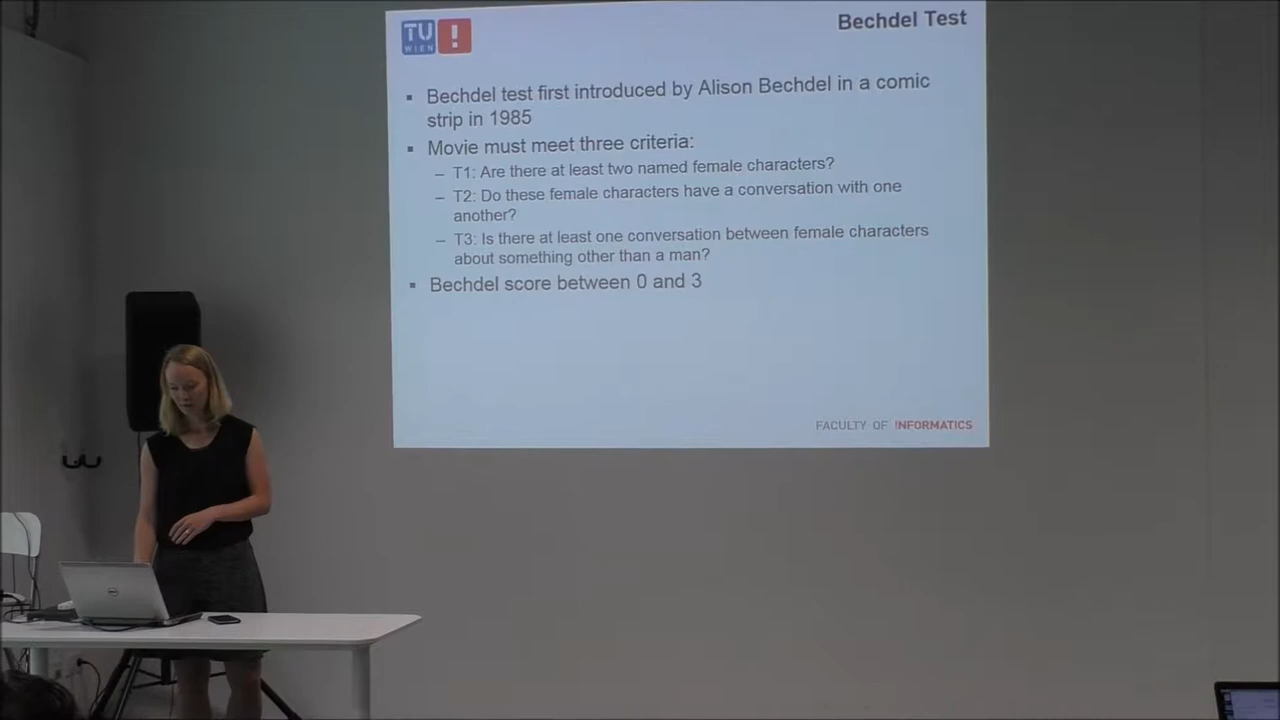 TU
WIEN
!
Bechdel Test
▪ Bechdel test first introduced by Alison Bechdel in a comic
strip in 1985
▪ Movie must meet three criteria:
– T1: Are there at least two named female characters?
– T2: Do these female characters have a conversation with one
another?
– T3: Is there at least one conversation between female characters
about something other than a man?
▪ Bechdel score between 0 and 3
FACULTY OF !NFORMATICS
DELL